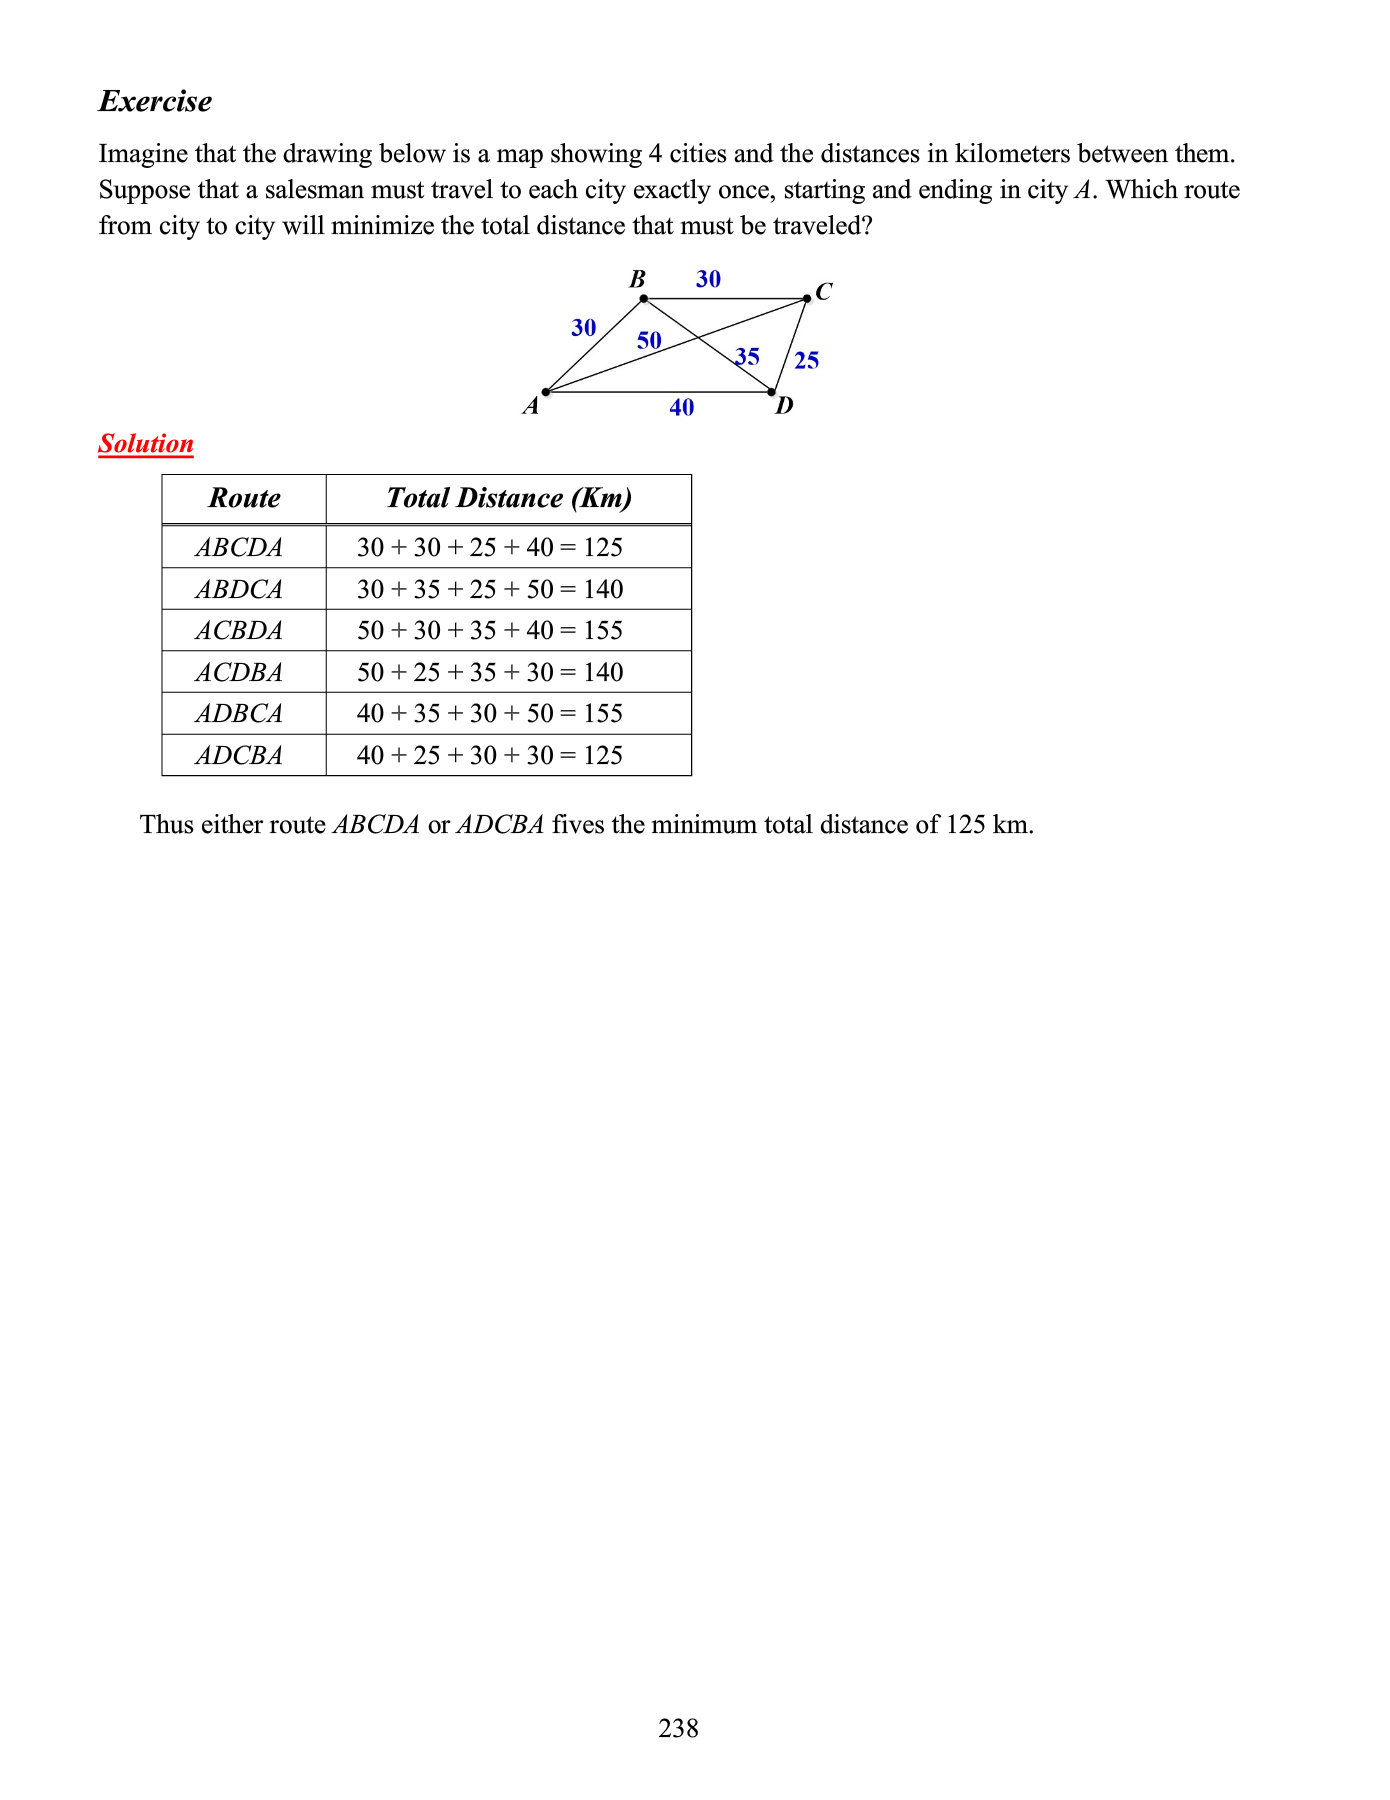 Exercise
Imagine that the drawing below is a map showing 4 cities and the distances in kilometers between them.
Suppose that a salesman must travel to each city exactly once, starting and ending in city A. Which route
from city to city will minimize the total distance that must be traveled?
B 30 C
30 50 35 25
A 40 D
Solution
Route Total Distance (Km)
ABCDA 30 + 30 + 25 + 40 = 125
ABDCA 30 + 35 + 25 + 50 = 140
ACBDA 50 + 30 + 35 + 40 = 155
ACDBA 50 + 25 + 35 + 30 = 140
ADBCA 40 + 35 + 30 + 50 = 155
ADCBA 40 + 25 + 30 + 30 = 125
Thus either route ABCDA or ADCBA fives the minimum total distance of 125 km.
238